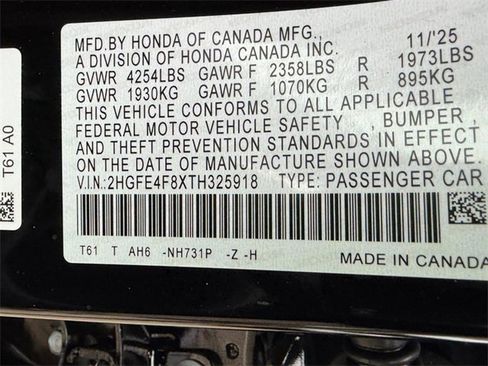 MFD.BY HONDA OF CANADA MFG., 11/'25
A DIVISION OF HONDA CANADA INC.
GVWR 4254LBS GAWR F 2358LBS R 1973LBS
GVWR 1930KG GAWR F 1070KG R 895KG
THIS VEHICLE CONFORMS TO ALL APPLICABLE
FEDERAL MOTOR VEHICLE SAFETY , BUMPER ,
AND THEFT PREVENTION STANDARDS IN EFFECT
ON THE DATE OF MANUFACTURE SHOWN ABOVE.
V.I.N:2HGFE4F8XTH325918 TYPE: PASSENGER CAR
T61 T AH6 -NH731P -Z -H
MADE IN CANADA
T61 A0